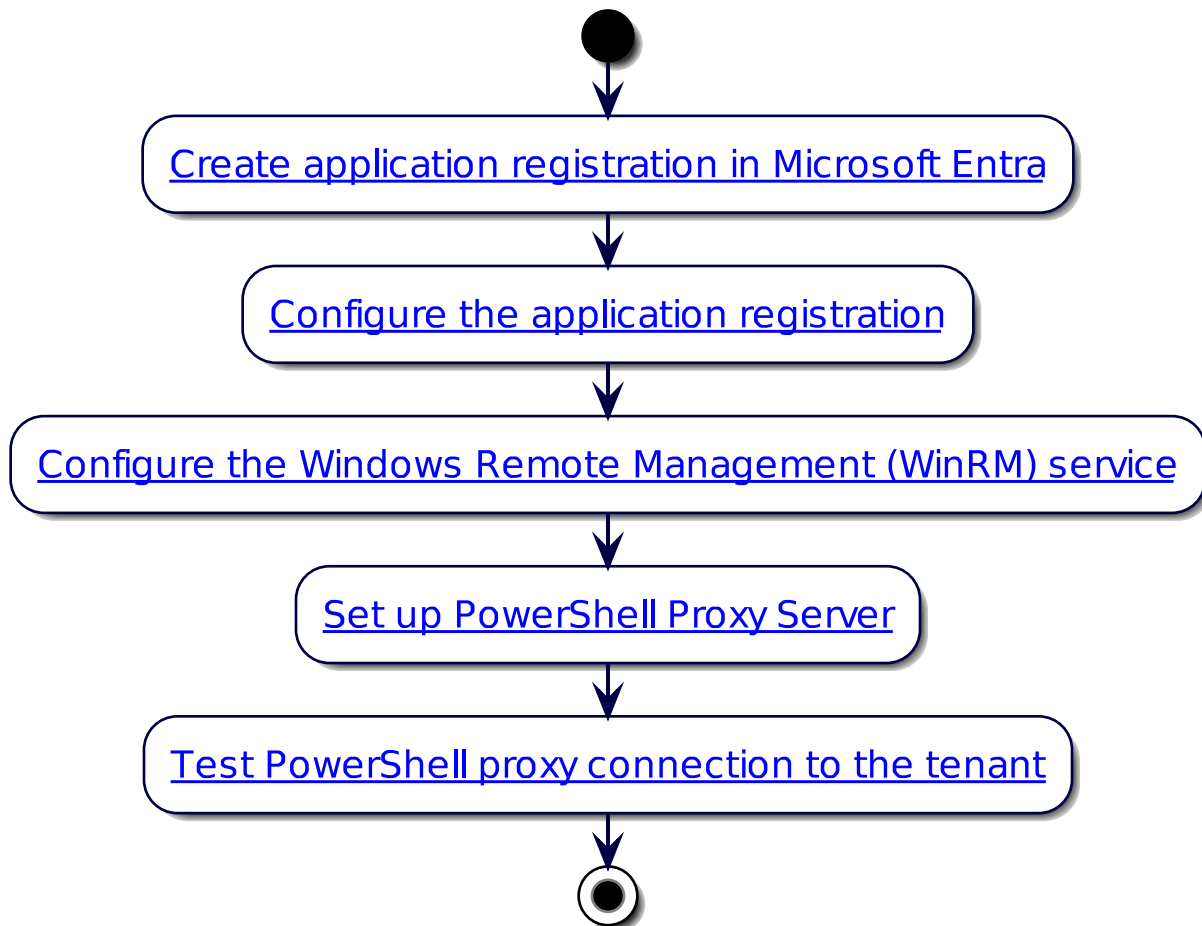 Create application registration in Microsoft Entra
Configure the application registration
Configure the Windows Remote Management (WinRM) service
Set up PowerShell Proxy Server
Test PowerShell proxy connection to the tenant